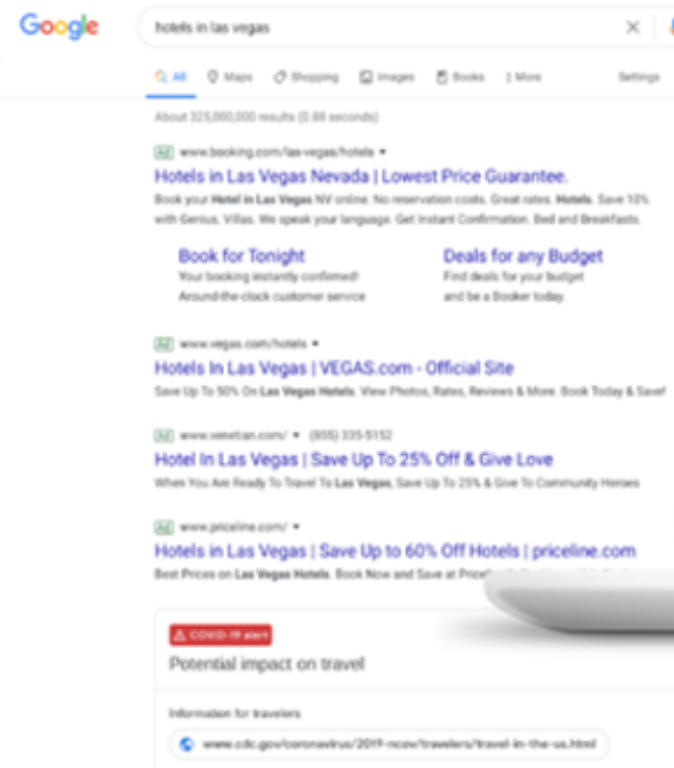 Google
hotels in las vegas
All Maps Shopping Images Books More Settings
About 325,000,000 results (0.88 seconds)
Ad www.booking.com/las-vegas/hotels
Hotels in Las Vegas Nevada | Lowest Price Guarantee.
Book your Hotel in Las Vegas NV online. No reservation costs. Great rates. Hotels. Save 10%
with Genius. Villas. We speak your language. Get Instant Confirmation. Bed and Breakfasts.
Book for Tonight
Your booking instantly confirmed!
Around-the-clock customer service
Deals for any Budget
Find deals for your budget
and be a Booker today.
Ad www.vegas.com/hotels
Hotels In Las Vegas | VEGAS.com - Official Site
Save Up To 50% On Las Vegas Hotels. View Photos, Rates, Reviews & More. Book Today & Save!
Ad www.venetian.com/ (855) 335-5152
Hotel In Las Vegas | Save Up To 25% Off & Give Love
When You Are Ready To Travel To Las Vegas, Save Up To 25% & Give To Community Heroes
Ad www.priceline.com/
Hotels in Las Vegas | Save Up to 60% Off Hotels | priceline.com
Best Prices on Las Vegas Hotels. Book Now and Save at
COVID-19 alert
Potential impact on travel
Information for travelers
www.cdc.gov/coronavirus/2019-ncov/travelers/travel-in-the-us.html